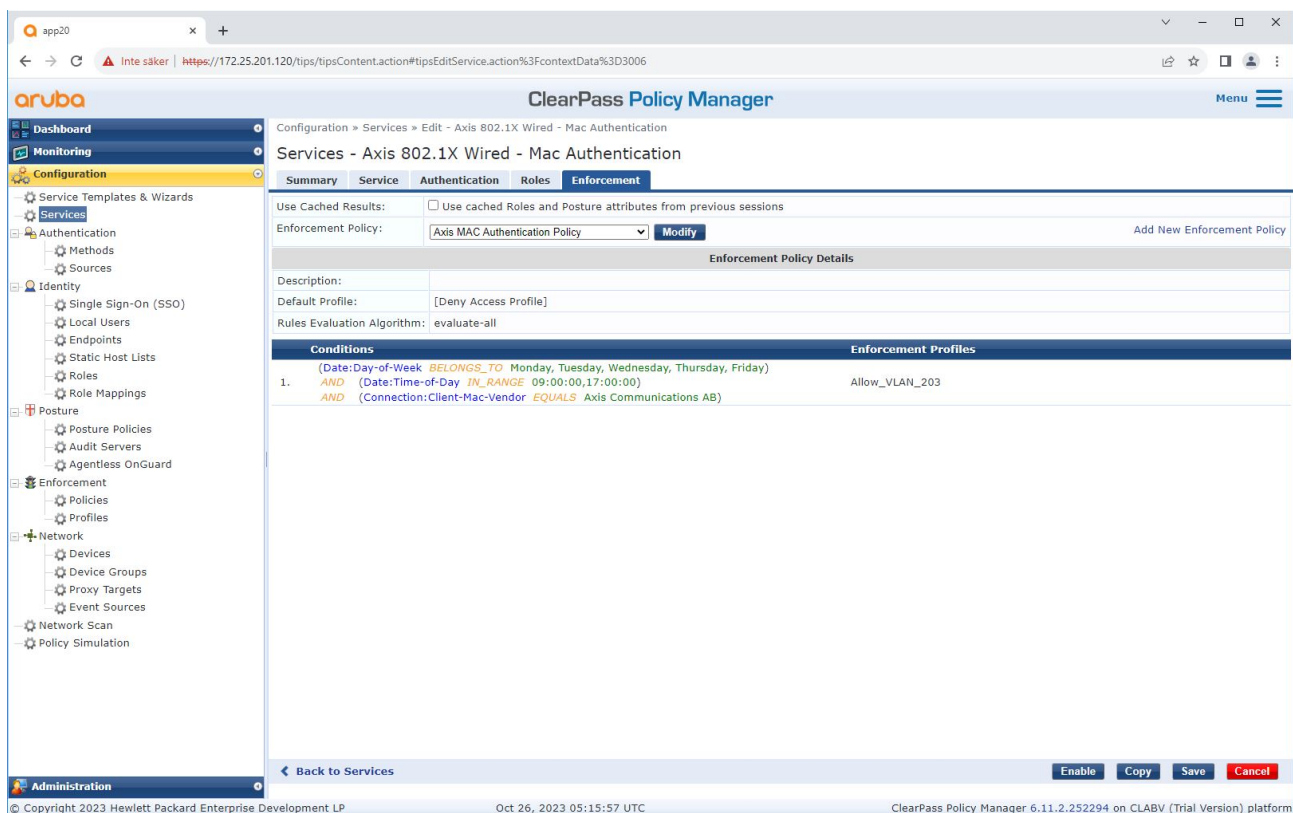 app20
Inte säker | https://172.25.201.120/tips/tipsContent.action#tipsEditService.action%3FcontextData%3D3006
aruba
ClearPass Policy Manager
Menu
Dashboard
Monitoring
Configuration
Service Templates & Wizards
Services
Authentication
Methods
Sources
Identity
Single Sign-On (SSO)
Local Users
Endpoints
Static Host Lists
Roles
Role Mappings
Posture
Posture Policies
Audit Servers
Agentless OnGuard
Enforcement
Policies
Profiles
Network
Devices
Device Groups
Proxy Targets
Event Sources
Network Scan
Policy Simulation
Administration
Configuration » Services » Edit - Axis 802.1X Wired - Mac Authentication
Services - Axis 802.1X Wired - Mac Authentication
Summary Service Authentication Roles Enforcement
Use Cached Results: Use cached Roles and Posture attributes from previous sessions
Enforcement Policy: Axis MAC Authentication Policy Modify Add New Enforcement Policy
Enforcement Policy Details
Description:
Default Profile: [Deny Access Profile]
Rules Evaluation Algorithm: evaluate-all
Conditions Enforcement Profiles
(Date:Day-of-Week BELONGS_TO Monday, Tuesday, Wednesday, Thursday, Friday)
1. AND (Date:Time-of-Day IN_RANGE 09:00:00,17:00:00) Allow_VLAN_203
AND (Connection:Client-Mac-Vendor EQUALS Axis Communications AB)
Back to Services Enable Copy Save Cancel
© Copyright 2023 Hewlett Packard Enterprise Development LP Oct 26, 2023 05:15:57 UTC ClearPass Policy Manager 6.11.2.252294 on CLABV (Trial Version) platform